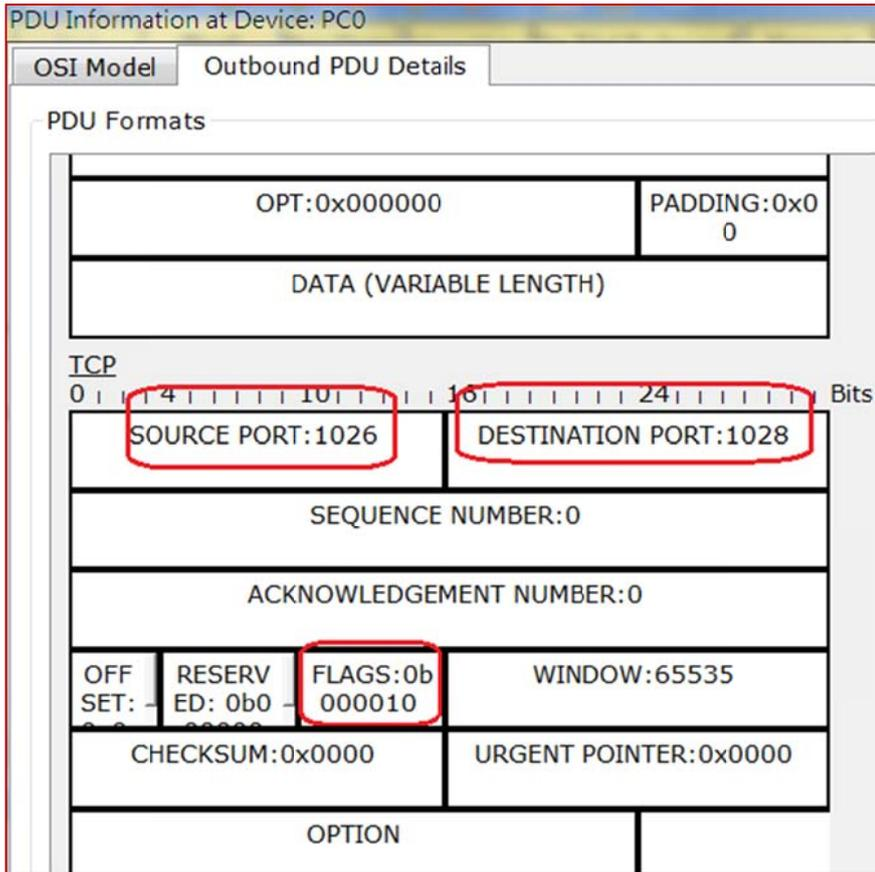 PDU Information at Device: PC0
OSI Model
Outbound PDU Details
PDU Formats
OPT:0x000000
PADDING:0x0
0
DATA (VARIABLE LENGTH)
TCP
0 4 10 16 24 Bits
SOURCE PORT:1026
DESTINATION PORT:1028
SEQUENCE NUMBER:0
ACKNOWLEDGEMENT NUMBER:0
OFF
SET:
RESERV
ED: 0b0
FLAGS:0b
000010
WINDOW:65535
CHECKSUM:0x0000
URGENT POINTER:0x0000
OPTION